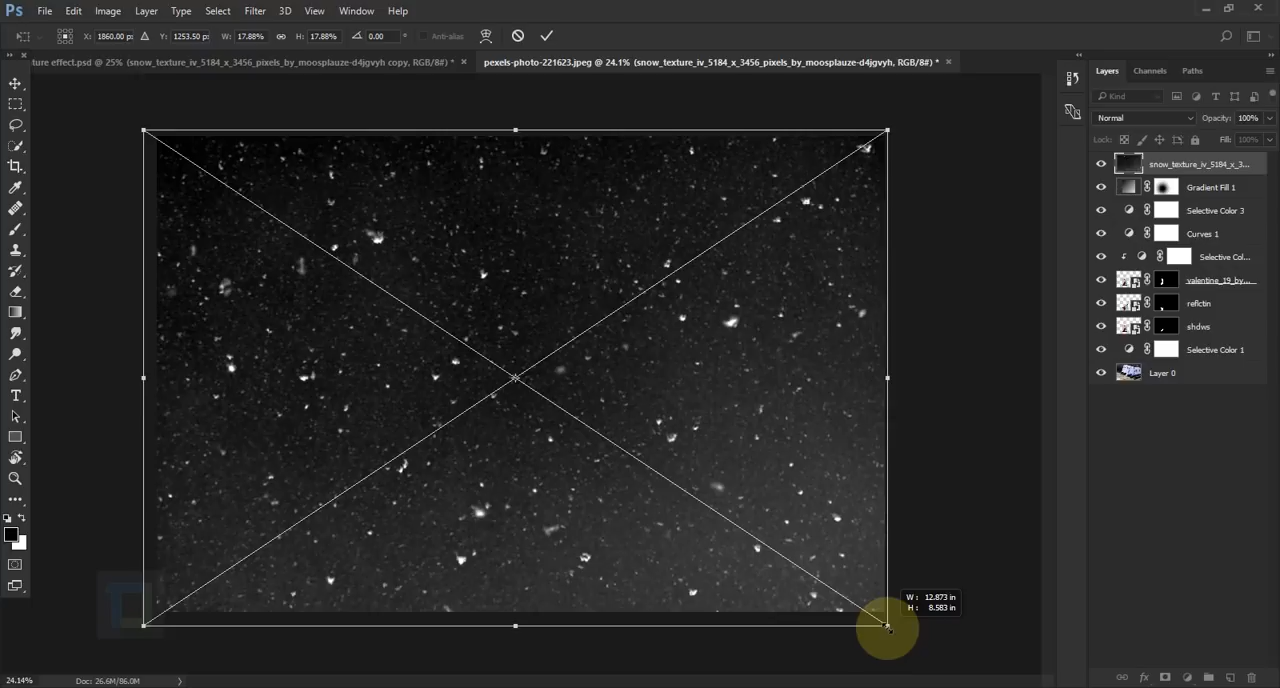 Ps File Edit Image Layer Type Select Filter 3D View Window Help
X: 1860.00 p: Y: 1253.50 p: W: 17.88% H: 17.88% 0.00 ° Anti-alias
ture effect.psd @ 25% (snow_texture_iv_5184_x_3456_pixels_by_moosplauze-d4jgvyh copy, RGB/8#) * ×
pexels-photo-221623.jpeg @ 24.1% (snow_texture_iv_5184_x_3456_pixels_by_moosplauze-d4jgvyh, RGB/8#) * ×
Layers Channels Paths
Kind
Normal Opacity: 100%
Lock: Fill: 100%
snow_texture_iv_5184_x_3...
Gradient Fill 1
Selective Color 3
Curves 1
Selective Col...
valentine_19_by...
reflctin
shdws
Selective Color 1
Layer 0
W: 12.873 in
H: 8.583 in
24.14% Doc: 26.6M/86.0M
fx